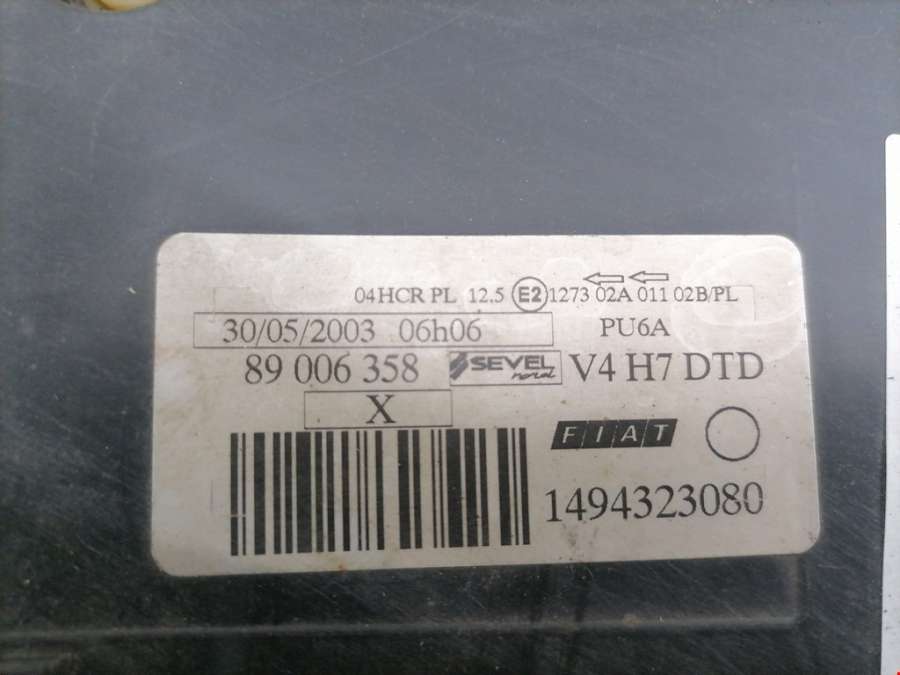 04HCR PL 12.5 E2 1273 02A 011 02B/PL
30/05/2003 06h06 PU6A
89 006 358 SEVEL nord V4 H7 DTD
X
FIAT
1494323080